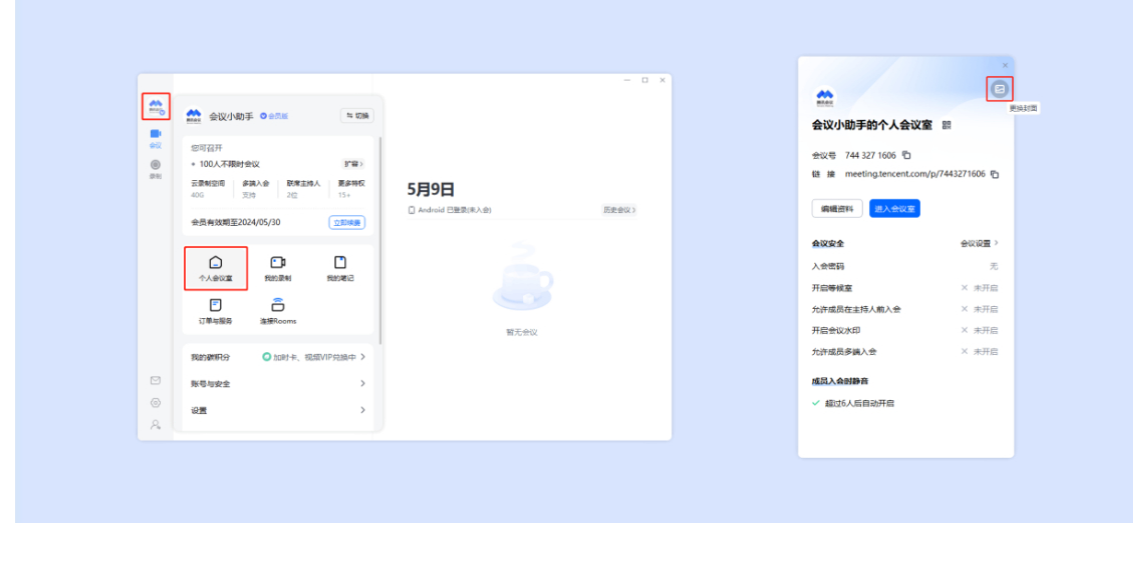 会议小助手 会员版 切换
您可召开
• 100人不限时会议 扩容 >
云录制空间 多端入会 联席主持人 更多特权
40G 支持 2位 15+
会员有效期至2024/05/30 立即续费
会议
录制
个人会议室 我的录制 我的笔记
订单与服务 连接Rooms
我的碳积分 加时卡、视频VIP兑换中 >
账号与安全 >
设置 >
5月9日
Android 已登录(未入会) 历史会议 >
暂无会议
更换封面
会议小助手的个人会议室
会议号 744 327 1606
链 接 meeting.tencent.com/p/7443271606
编辑资料 进入会议室
会议安全 会议设置 >
入会密码 无
开启等候室 × 未开启
允许成员在主持人前入会 × 未开启
开启会议水印 × 未开启
允许成员多端入会 × 未开启
成员入会时静音
✓ 超过6人后自动开启